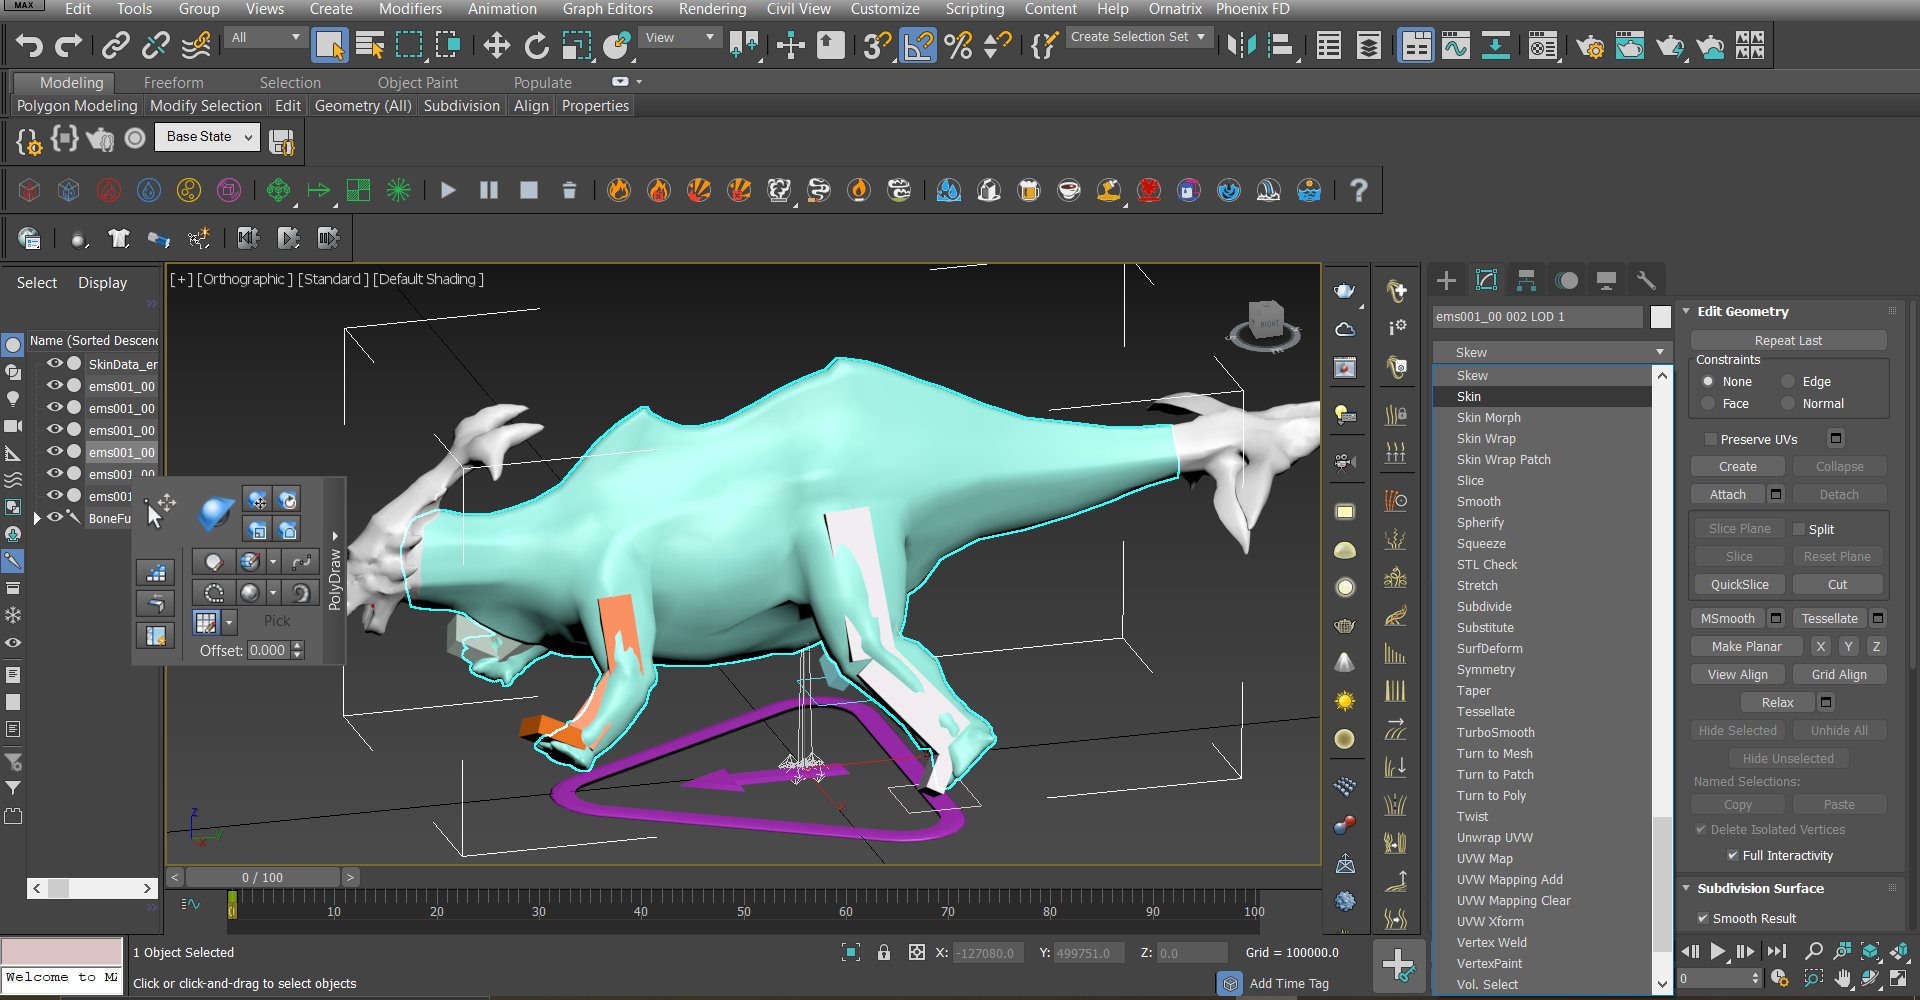 MAX
Edit Tools Group Views Create Modifiers Animation Graph Editors Rendering Civil View Customize Scripting Content Help Ornatrix Phoenix FD
All
View
Create Selection Set
Modeling Freeform Selection Object Paint Populate
Polygon Modeling Modify Selection Edit Geometry (All) Subdivision Align Properties
Base State
Select Display
Name (Sorted Descenc
SkinData_er
ems001_00
ems001_00
ems001_00
ems001_00
ems001_00
ems001
BoneFu
[+] [Orthographic ] [Standard ] [Default Shading ]
RIGHT
PolyDraw
Pick
Offset: 0.000
z
y
x
x
0 / 100
0 10 20 30 40 50 60 70 80 90 100
ems001_00 002 LOD 1
Skew
Skew
Skin
Skin Morph
Skin Wrap
Skin Wrap Patch
Slice
Smooth
Spherify
Squeeze
STL Check
Stretch
Subdivide
Substitute
SurfDeform
Symmetry
Taper
Tessellate
TurboSmooth
Turn to Mesh
Turn to Patch
Turn to Poly
Twist
Unwrap UVW
UVW Map
UVW Mapping Add
UVW Mapping Clear
UVW Xform
Vertex Weld
VertexPaint
Vol. Select
Edit Geometry
Repeat Last
Constraints
None Edge
Face Normal
Preserve UVs
Create Collapse
Attach Detach
Slice Plane Split
Slice Reset Plane
QuickSlice Cut
MSmooth Tessellate
Make Planar X Y Z
View Align Grid Align
Relax
Hide Selected Unhide All
Hide Unselected
Named Selections:
Copy Paste
Delete Isolated Vertices
Full Interactivity
Subdivision Surface
Smooth Result
1 Object Selected
X: -127080.0 Y: 499751.0 Z: 0.0 Grid = 100000.0
Welcome to MA
Click or click-and-drag to select objects
Add Time Tag
0